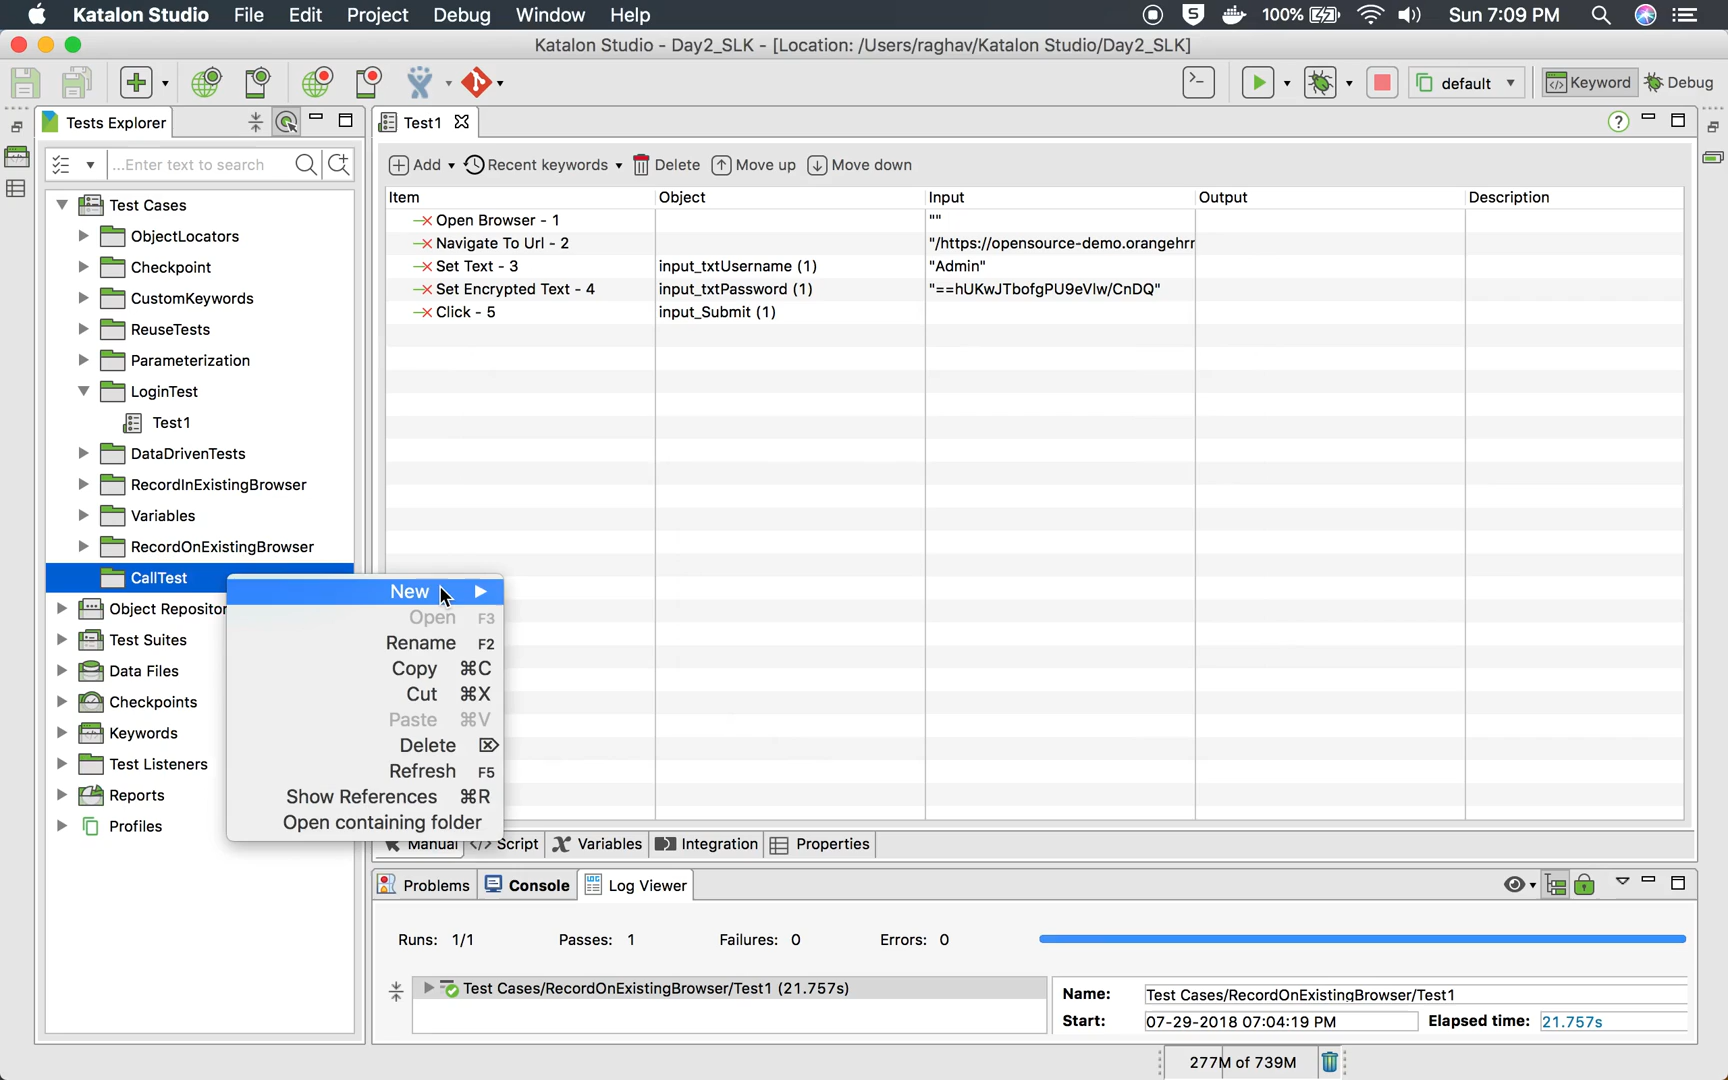 Katalon Studio File Edit Project Debug Window Help 100% Sun 7:09 PM
Katalon Studio - Day2_SLK - [Location: /Users/raghav/Katalon Studio/Day2_SLK]
default Keyword Debug
Tests Explorer
Test1
...Enter text to search
Add Recent keywords Delete Move up Move down
Item Object Input Output Description
Open Browser - 1 ""
Navigate To Url - 2 "/https://opensource-demo.orangehrr
Set Text - 3 input_txtUsername (1) "Admin"
Set Encrypted Text - 4 input_txtPassword (1) "==hUKwJTbofgPU9eVlw/CnDQ"
Click - 5 input_Submit (1)
Test Cases
ObjectLocators
Checkpoint
CustomKeywords
ReuseTests
Parameterization
LoginTest
Test1
DataDrivenTests
RecordInExistingBrowser
Variables
RecordOnExistingBrowser
CallTest
Object Repositor
Test Suites
Data Files
Checkpoints
Keywords
Test Listeners
Reports
Profiles
New
Open F3
Rename F2
Copy ⌘C
Cut ⌘X
Paste ⌘V
Delete ⌦
Refresh F5
Show References ⌘R
Open containing folder
Manual </> Script Variables Integration Properties
Problems Console Log Viewer
Runs: 1/1 Passes: 1 Failures: 0 Errors: 0
Test Cases/RecordOnExistingBrowser/Test1 (21.757s)
Name: Test Cases/RecordOnExistingBrowser/Test1
Start: 07-29-2018 07:04:19 PM Elapsed time: 21.757s
277M of 739M